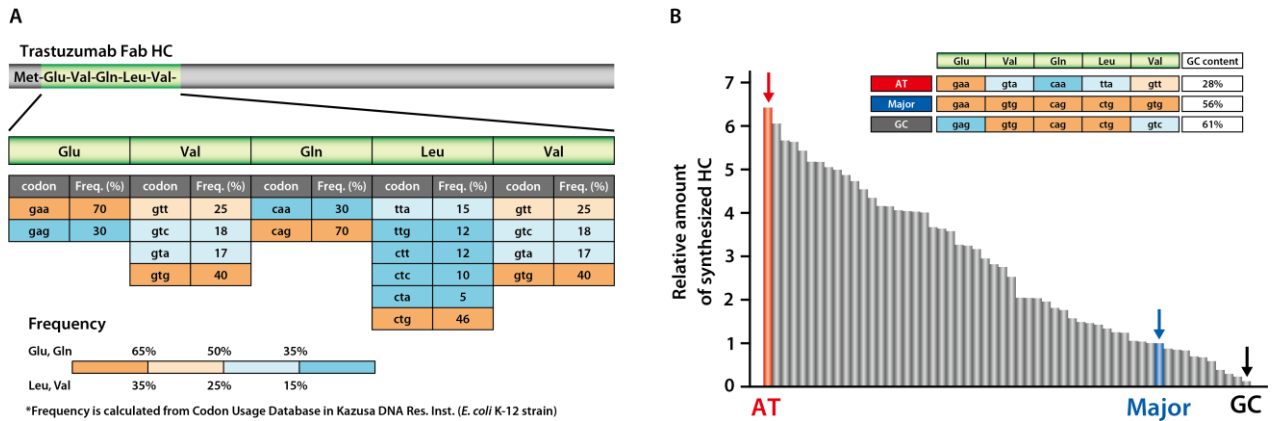 A
Trastuzumab Fab HC
Met-Glu-Val-Gln-Leu-Val-
Glu Val Gln Leu Val
codon Freq. (%) codon Freq. (%) codon Freq. (%) codon Freq. (%) codon Freq. (%)
gaa 70 gtt 25 caa 30 tta 15 gtt 25
gag 30 gtc 18 cag 70 ttg 12 gtc 18
gta 17 ctt 12 gta 17
gtg 40 ctc 10 gtg 40
cta 5
ctg 46
Frequency
Glu, Gln 65% 50% 35%
Leu, Val 35% 25% 15%
*Frequency is calculated from Codon Usage Database in Kazusa DNA Res. Inst. (E. coli K-12 strain)
B
Glu Val Gln Leu Val GC content
AT gaa gta caa tta gtt 28%
Major gaa gtg cag ctg gtg 56%
GC gag gtg cag ctg gtc 61%
Relative amount
of synthesized HC
7
6
5
4
3
2
1
0
AT Major GC